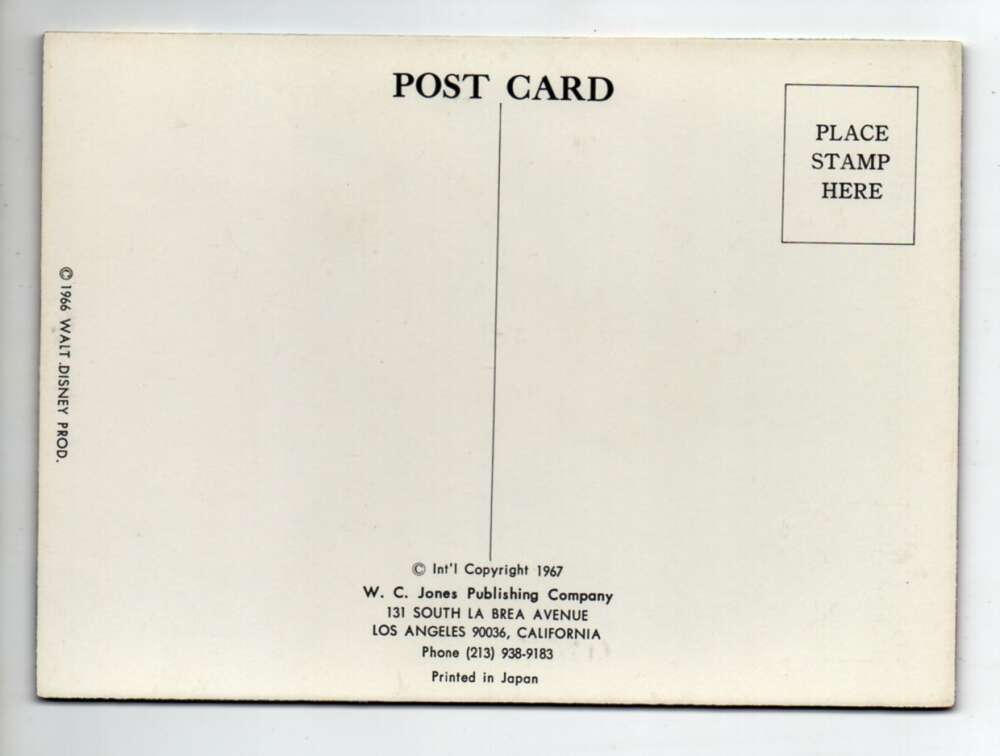 POST CARD
PLACE
STAMP
HERE
© 1966 WALT DISNEY PROD.
© Int'l Copyright 1967
W. C. Jones Publishing Company
131 SOUTH LA BREA AVENUE
LOS ANGELES 90036, CALIFORNIA
Phone (213) 938-9183
Printed in Japan